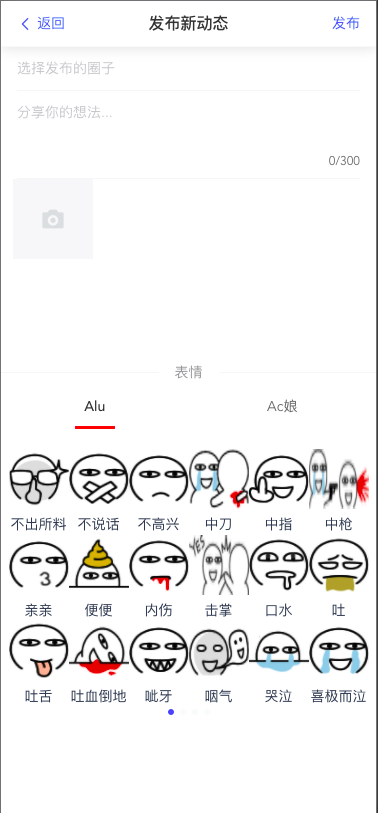 返回 发布新动态 发布
选择发布的圈子
分享你的想法...
0/300
表情
Alu Ac娘
YES
不出所料 不说话 不高兴 中刀 中指 中枪
亲亲 便便 内伤 击掌 口水 吐
吐舌 吐血倒地 呲牙 咽气 哭泣 喜极而泣